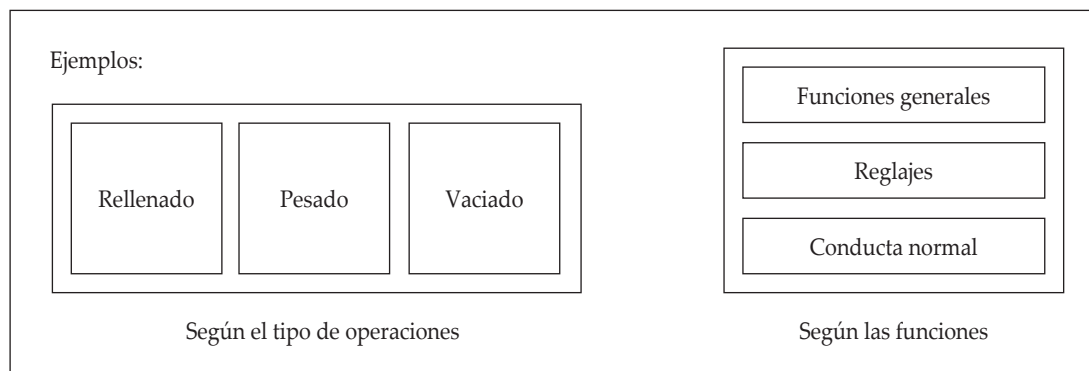 Ejemplos:
Rellenado
Pesado
Vaciado
Según el tipo de operaciones
Funciones generales
Reglajes
Conducta normal
Según las funciones